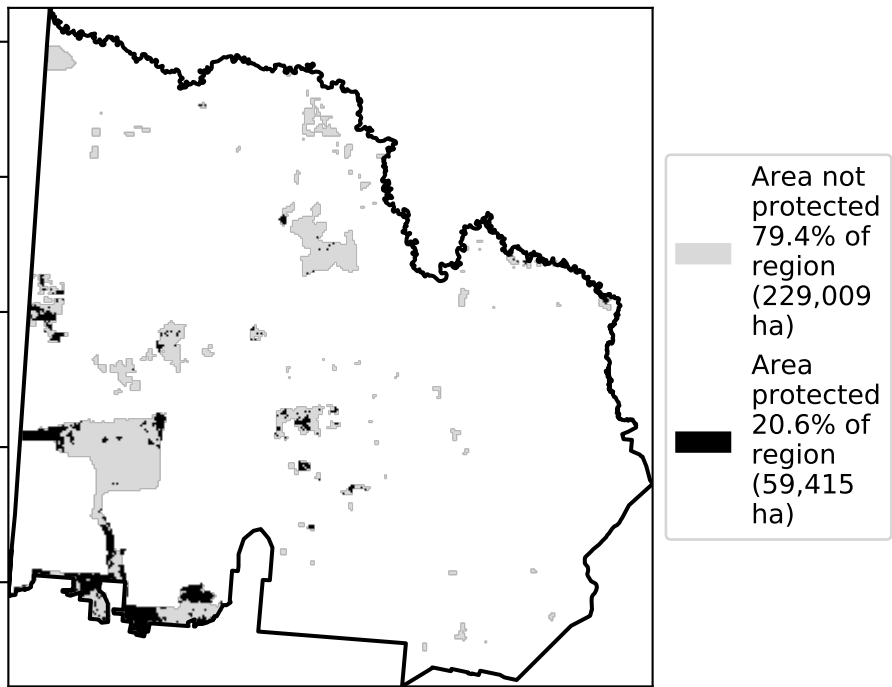 Area not
protected
79.4% of
region
(229,009
ha)
Area
protected
20.6% of
region
(59,415
ha)